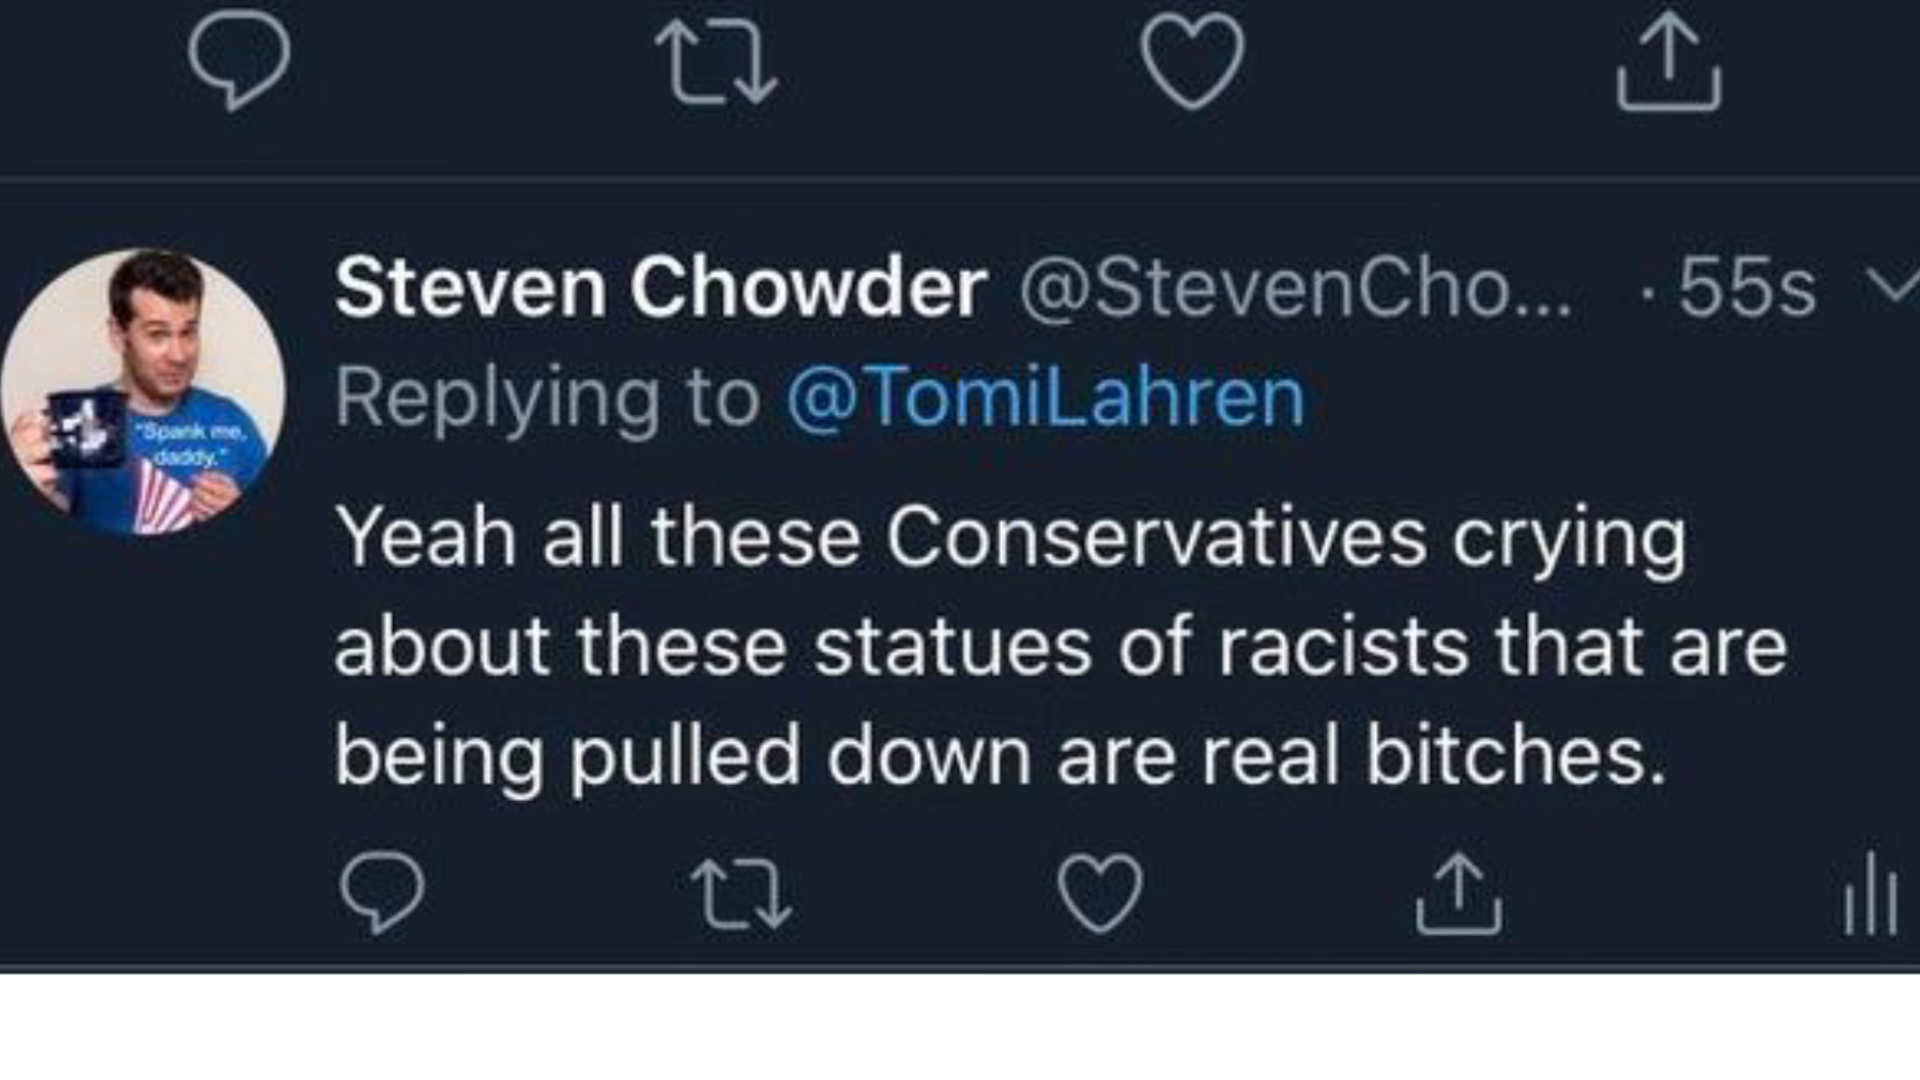 Steven Chowder @StevenCho... · 55s
Replying to @TomiLahren
"Spank me,
daddy."
Yeah all these Conservatives crying
about these statues of racists that are
being pulled down are real bitches.